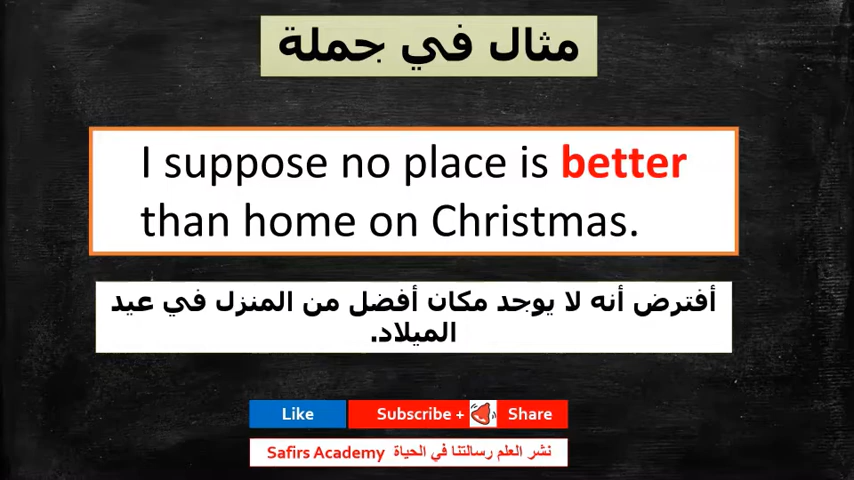 مثال في جملة
I suppose no place is better
than home on Christmas.
أفترض أنه لا يوجد مكان أفضل من المنزل في عيد
الميلاد.
Like Subscribe + Share
Safirs Academy نشر العلم رسالتنا في الحياة